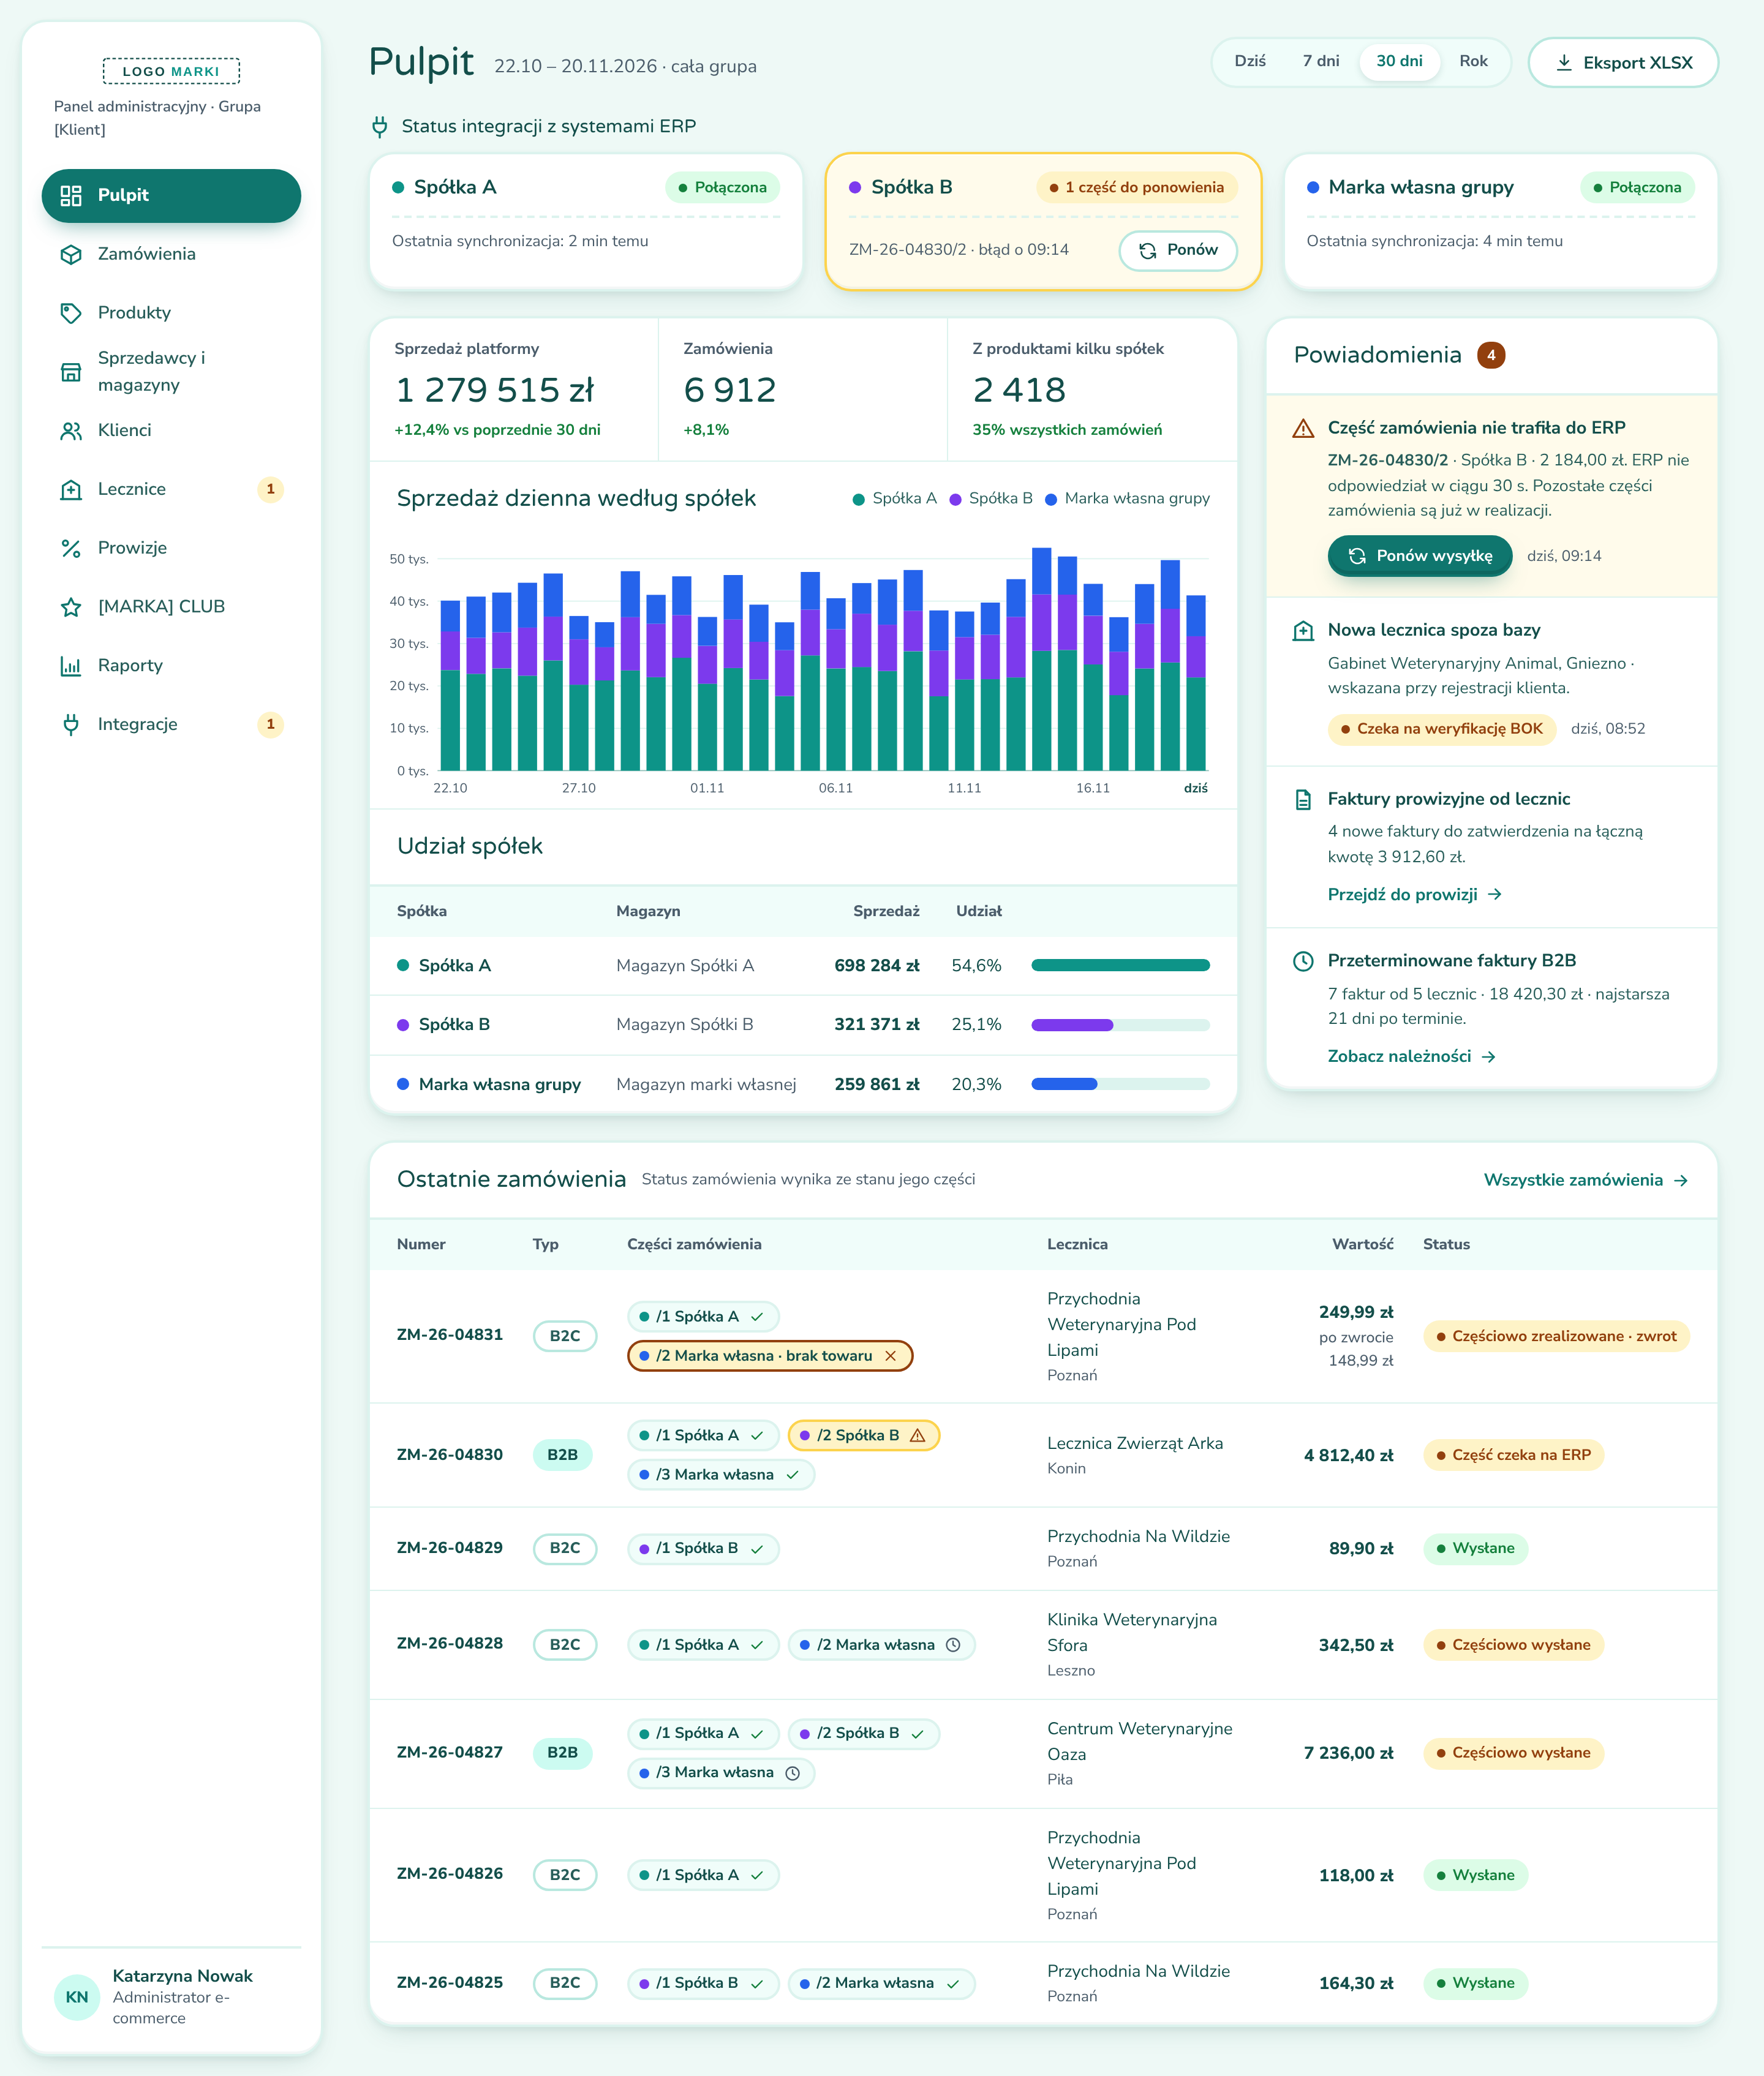 LOGO MARKI
Panel administracyjny · Grupa
[Klient]
Pulpit
Zamówienia
Produkty
Sprzedawcy i
magazyny
Klienci
Lecznice 1
Prowizje
[MARKA] CLUB
Raporty
Integracje 1
KN
Katarzyna Nowak
Administrator e-
commerce
Pulpit 22.10 – 20.11.2026 · cała grupa
Dziś 7 dni 30 dni Rok
Eksport XLSX
Status integracji z systemami ERP
Spółka A Połączona
Ostatnia synchronizacja: 2 min temu
Spółka B 1 część do ponowienia
ZM-26-04830/2 · błąd o 09:14 Ponów
Marka własna grupy Połączona
Ostatnia synchronizacja: 4 min temu
Sprzedaż platformy
1 279 515 zł
+12,4% vs poprzednie 30 dni
Zamówienia
6 912
+8,1%
Z produktami kilku spółek
2 418
35% wszystkich zamówień
Sprzedaż dzienna według spółek
Spółka A Spółka B Marka własna grupy
50 tys.
40 tys.
30 tys.
20 tys.
10 tys.
0 tys.
22.10 27.10 01.11 06.11 11.11 16.11 dziś
Udział spółek
Spółka Magazyn Sprzedaż Udział
Spółka A Magazyn Spółki A 698 284 zł 54,6%
Spółka B Magazyn Spółki B 321 371 zł 25,1%
Marka własna grupy Magazyn marki własnej 259 861 zł 20,3%
Powiadomienia 4
Część zamówienia nie trafiła do ERP
ZM-26-04830/2 · Spółka B · 2 184,00 zł. ERP nie
odpowiedział w ciągu 30 s. Pozostałe części
zamówienia są już w realizacji.
Ponów wysyłkę dziś, 09:14
Nowa lecznica spoza bazy
Gabinet Weterynaryjny Animal, Gniezno ·
wskazana przy rejestracji klienta.
Czeka na weryfikację BOK dziś, 08:52
Faktury prowizyjne od lecznic
4 nowe faktury do zatwierdzenia na łączną
kwotę 3 912,60 zł.
Przejdź do prowizji
Przeterminowane faktury B2B
7 faktur od 5 lecznic · 18 420,30 zł · najstarsza
21 dni po terminie.
Zobacz należności
Ostatnie zamówienia Status zamówienia wynika ze stanu jego części
Wszystkie zamówienia
Numer Typ Części zamówienia Lecznica Wartość Status
ZM-26-04831 B2C
/1 Spółka A
/2 Marka własna · brak towaru
Przychodnia
Weterynaryjna Pod
Lipami
Poznań
249,99 zł
po zwrocie
148,99 zł
Częściowo zrealizowane · zwrot
ZM-26-04830 B2B
/1 Spółka A /2 Spółka B
/3 Marka własna
Lecznica Zwierząt Arka
Konin
4 812,40 zł
Część czeka na ERP
ZM-26-04829 B2C
/1 Spółka B
Przychodnia Na Wildzie
Poznań
89,90 zł
Wysłane
ZM-26-04828 B2C
/1 Spółka A /2 Marka własna
Klinika Weterynaryjna
Sfora
Leszno
342,50 zł
Częściowo wysłane
ZM-26-04827 B2B
/1 Spółka A /2 Spółka B
/3 Marka własna
Centrum Weterynaryjne
Oaza
Piła
7 236,00 zł
Częściowo wysłane
ZM-26-04826 B2C
/1 Spółka A
Przychodnia
Weterynaryjna Pod
Lipami
Poznań
118,00 zł
Wysłane
ZM-26-04825 B2C
/1 Spółka B /2 Marka własna
Przychodnia Na Wildzie
Poznań
164,30 zł
Wysłane